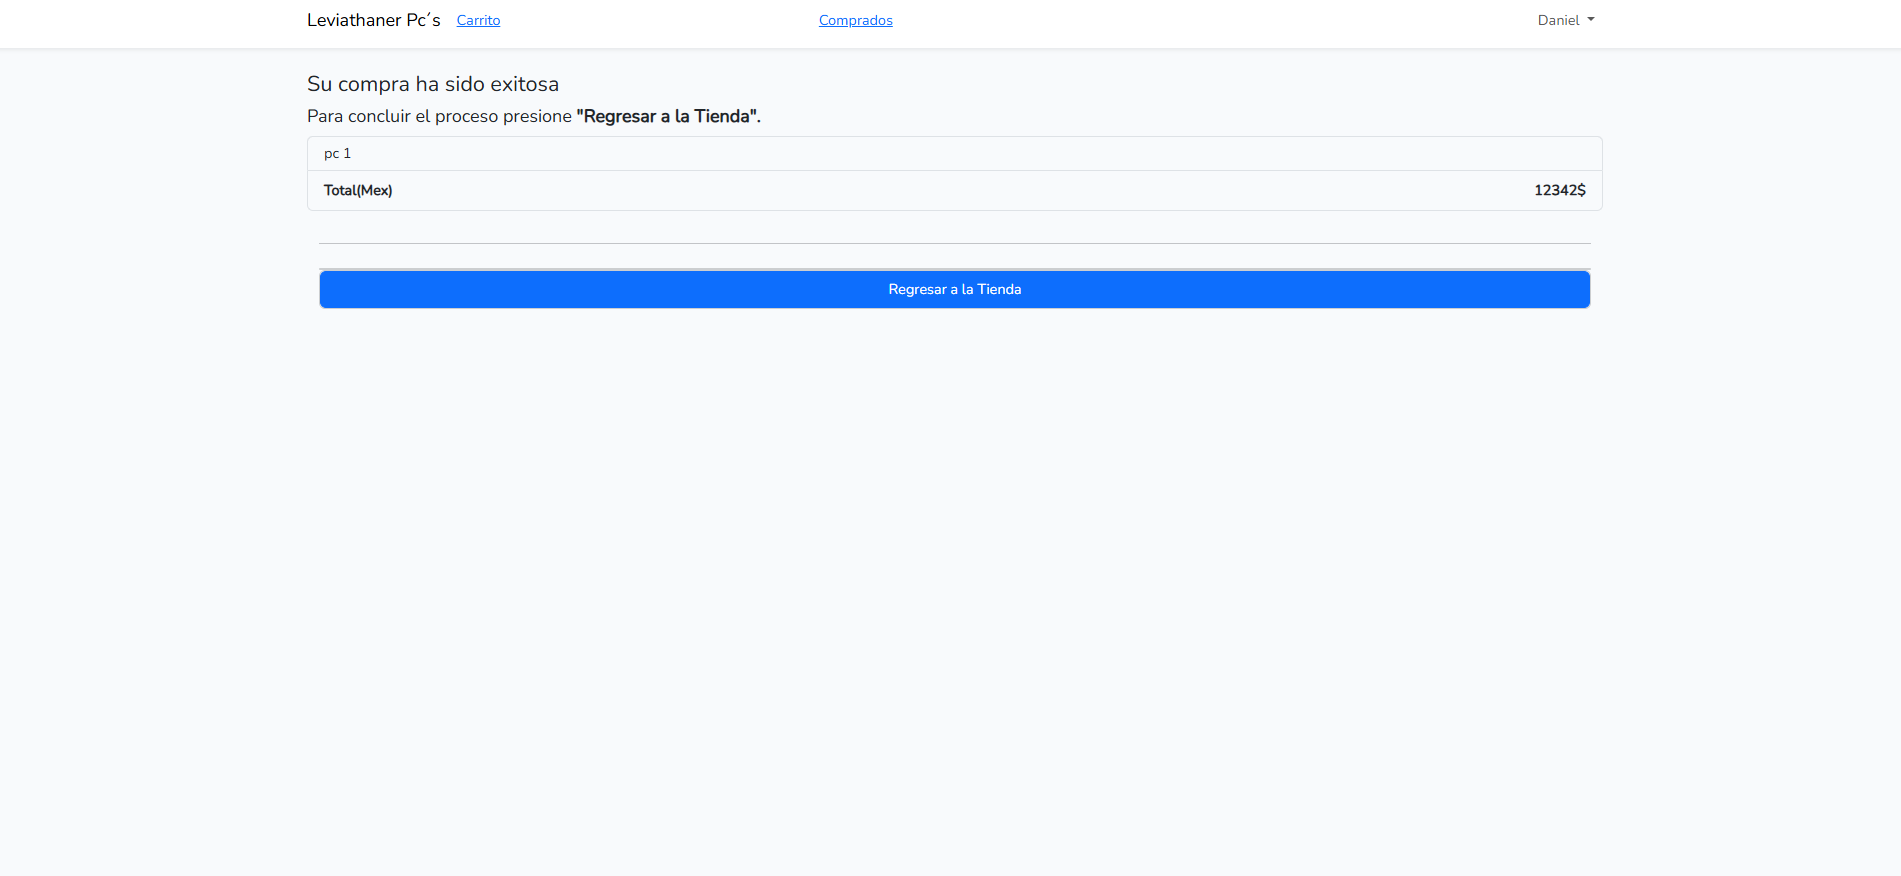 Leviathaner Pc´s Carrito Comprados Daniel
Su compra ha sido exitosa
Para concluir el proceso presione "Regresar a la Tienda".
pc 1
Total(Mex) 12342$
Regresar a la Tienda